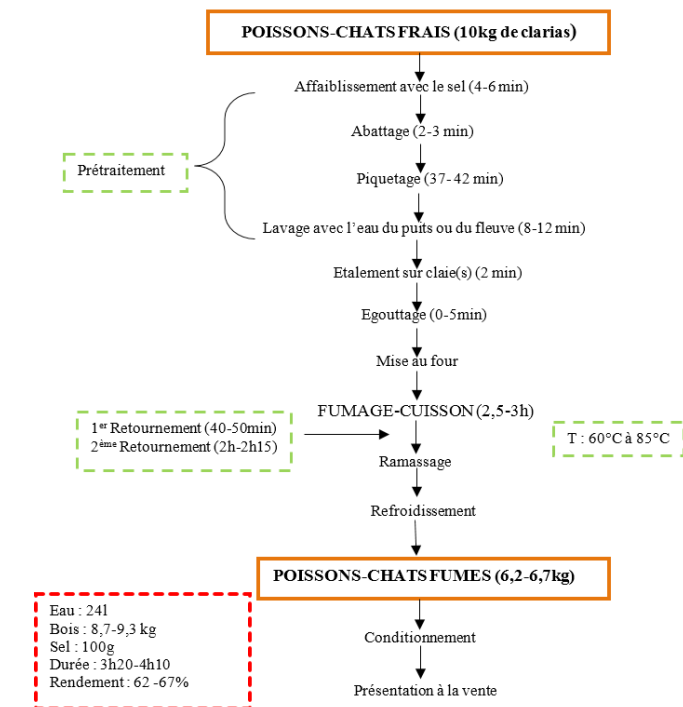 POISSONS-CHATS FRAIS (10kg de clarias)
Affaiblissement avec le sel (4-6 min)
Abattage (2-3 min)
Prétraitement
Piquetage (37- 42 min)
Lavage avec l'eau du puits ou du fleuve (8-12 min)
Etalement sur claie(s) (2 min)
Egouttage (0-5min)
Mise au four
FUMAGE-CUISSON (2,5-3h)
1er Retournement (40-50min)
2ème Retournement (2h-2h15)
T : 60°C à 85°C
Ramassage
Refroidissement
POISSONS-CHATS FUMES (6,2-6,7kg)
Eau : 24l
Bois : 8,7-9,3 kg
Sel : 100g
Durée : 3h20-4h10
Rendement : 62 -67%
Conditionnement
Présentation à la vente